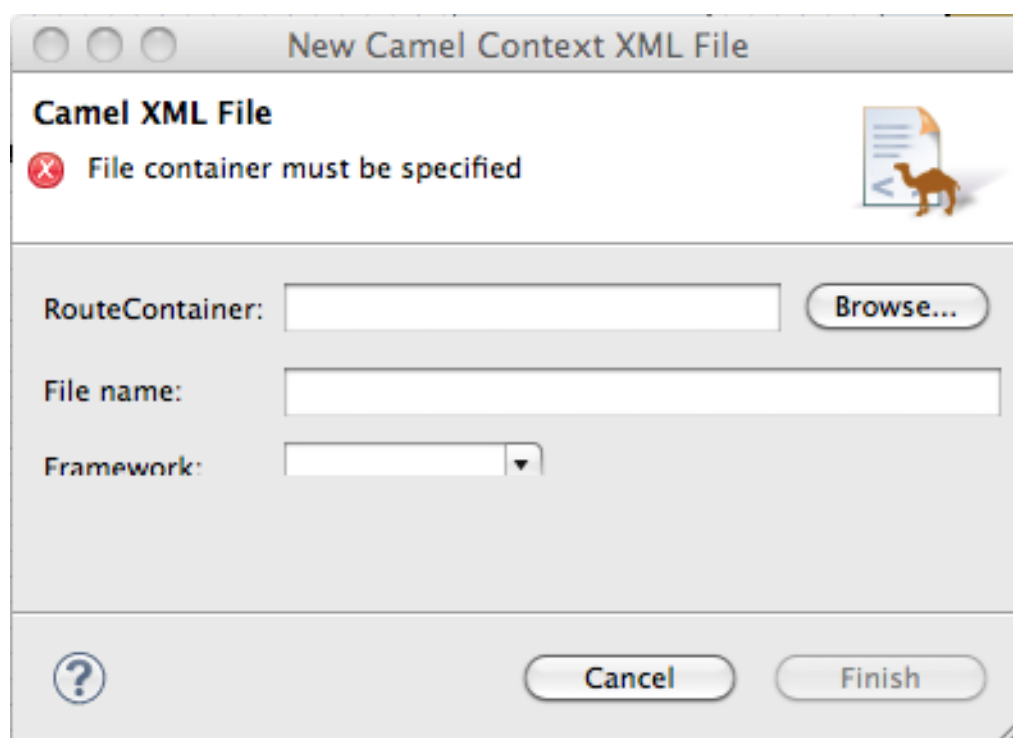 New Camel Context XML File
Camel XML File
File container must be specified
RouteContainer:
Browse...
File name:
Framework:
Cancel
Finish